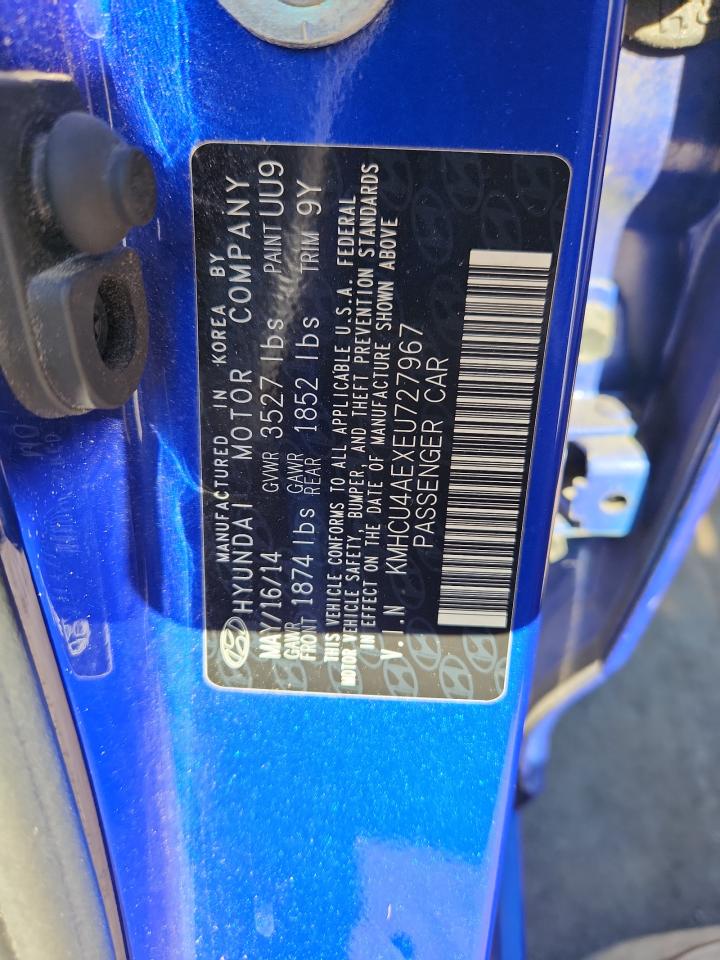 MANUFACTURED IN KOREA BY
HYUNDAI MOTOR COMPANY
MAY/16/14 GVWR 3527 lbs PAINT UU9
GAWR FRONT 1874 lbs GAWR REAR 1852 lbs TRIM 9Y
THIS VEHICLE CONFORMS TO ALL APPLICABLE U.S.A. FEDERAL
MOTOR VEHICLE SAFETY, BUMPER, AND THEFT PREVENTION STANDARDS
IN EFFECT ON THE DATE OF MANUFACTURE SHOWN ABOVE
V.I.N KMHCU4AEXEU727967
PASSENGER CAR